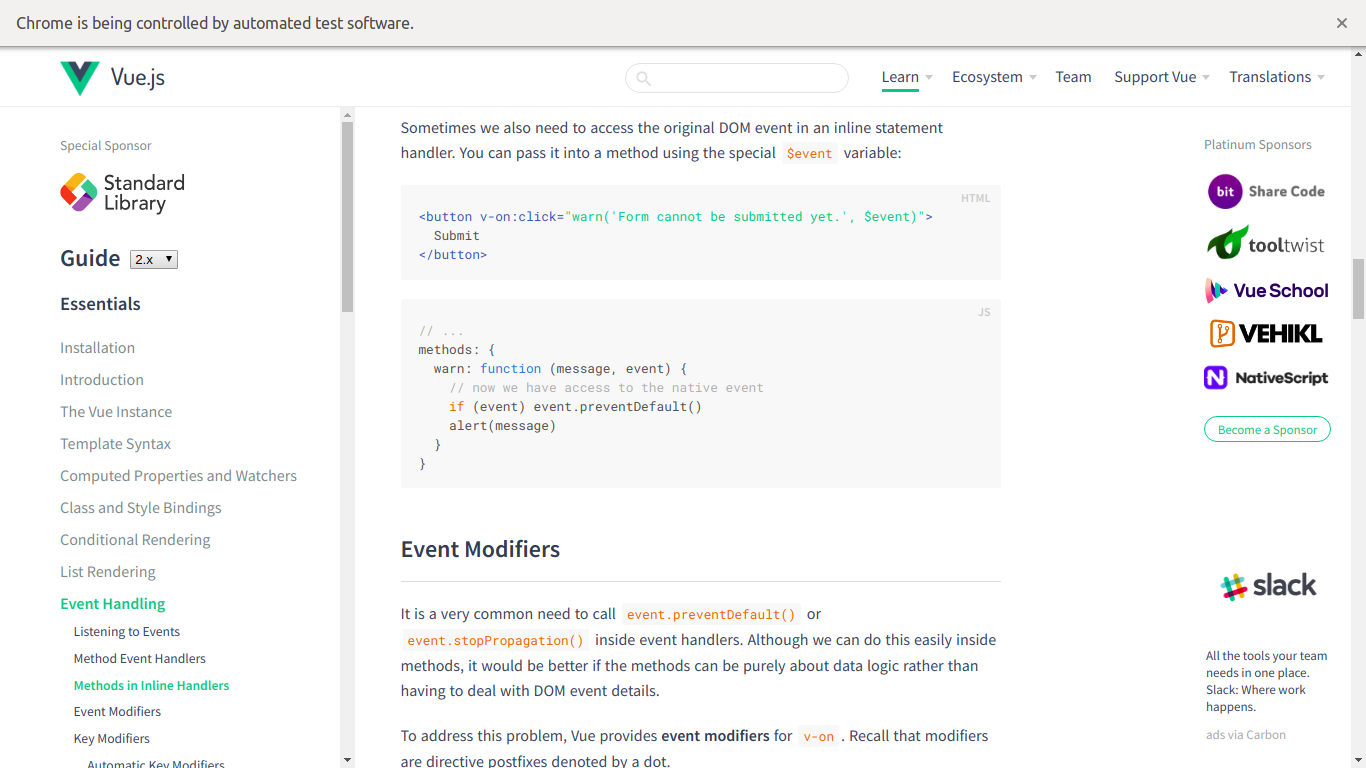 Chrome is being controlled by automated test software.
Vue.js
Learn
Ecosystem
Team
Support Vue
Translations
Special Sponsor
Standard
Library
Guide
2.x
Essentials
Installation
Introduction
The Vue Instance
Template Syntax
Computed Properties and Watchers
Class and Style Bindings
Conditional Rendering
List Rendering
Event Handling
Listening to Events
Method Event Handlers
Methods in Inline Handlers
Event Modifiers
Key Modifiers
Automatic Key Modifiers
Sometimes we also need to access the original DOM event in an inline statement
handler. You can pass it into a method using the special $event variable:
HTML
<button v-on:click="warn('Form cannot be submitted yet.', $event)">
  Submit
</button>
JS
// ...
methods: {
  warn: function (message, event) {
    // now we have access to the native event
    if (event) event.preventDefault()
    alert(message)
  }
}
Event Modifiers
It is a very common need to call event.preventDefault() or
event.stopPropagation() inside event handlers. Although we can do this easily inside
methods, it would be better if the methods can be purely about data logic rather than
having to deal with DOM event details.
To address this problem, Vue provides event modifiers for v-on . Recall that modifiers
are directive postfixes denoted by a dot.
Platinum Sponsors
bit Share Code
tooltwist
Vue School
VEHIKL
NativeScript
Become a Sponsor
slack
All the tools your team
needs in one place.
Slack: Where work
happens.
ads via Carbon